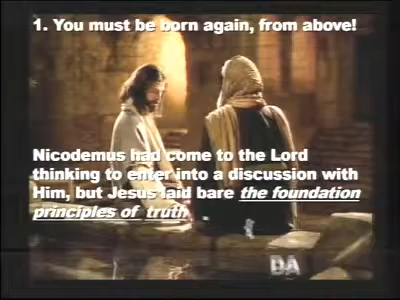 1. You must be born again, from above!
Nicodemus had come to the Lord
thinking to enter into a discussion with
Him, but Jesus laid bare the foundation
principles of truth
DA